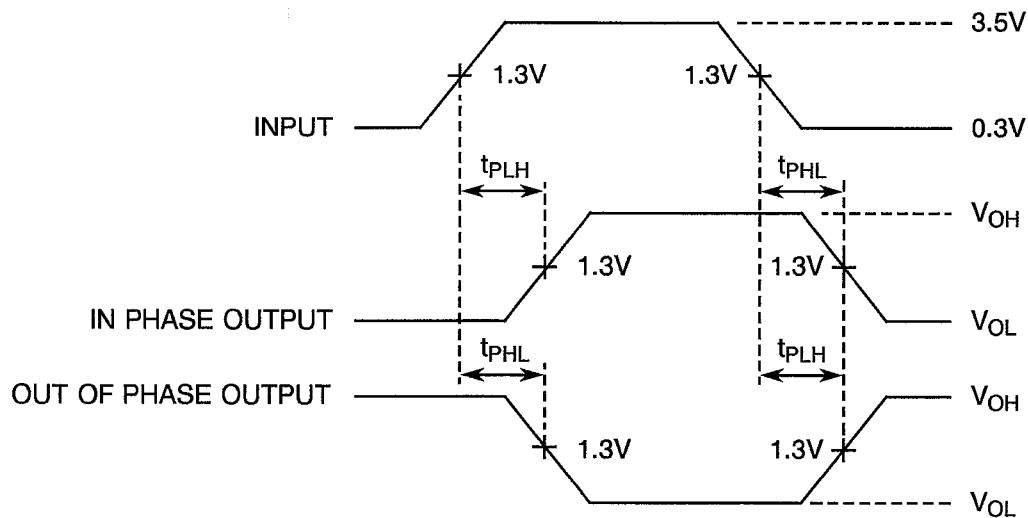 3.5V
1.3V 1.3V
INPUT 0.3V
tPLH tPHL
VOH
1.3V 1.3V
IN PHASE OUTPUT VOL
tPHL tPLH
OUT OF PHASE OUTPUT VOH
1.3V 1.3V
VOL